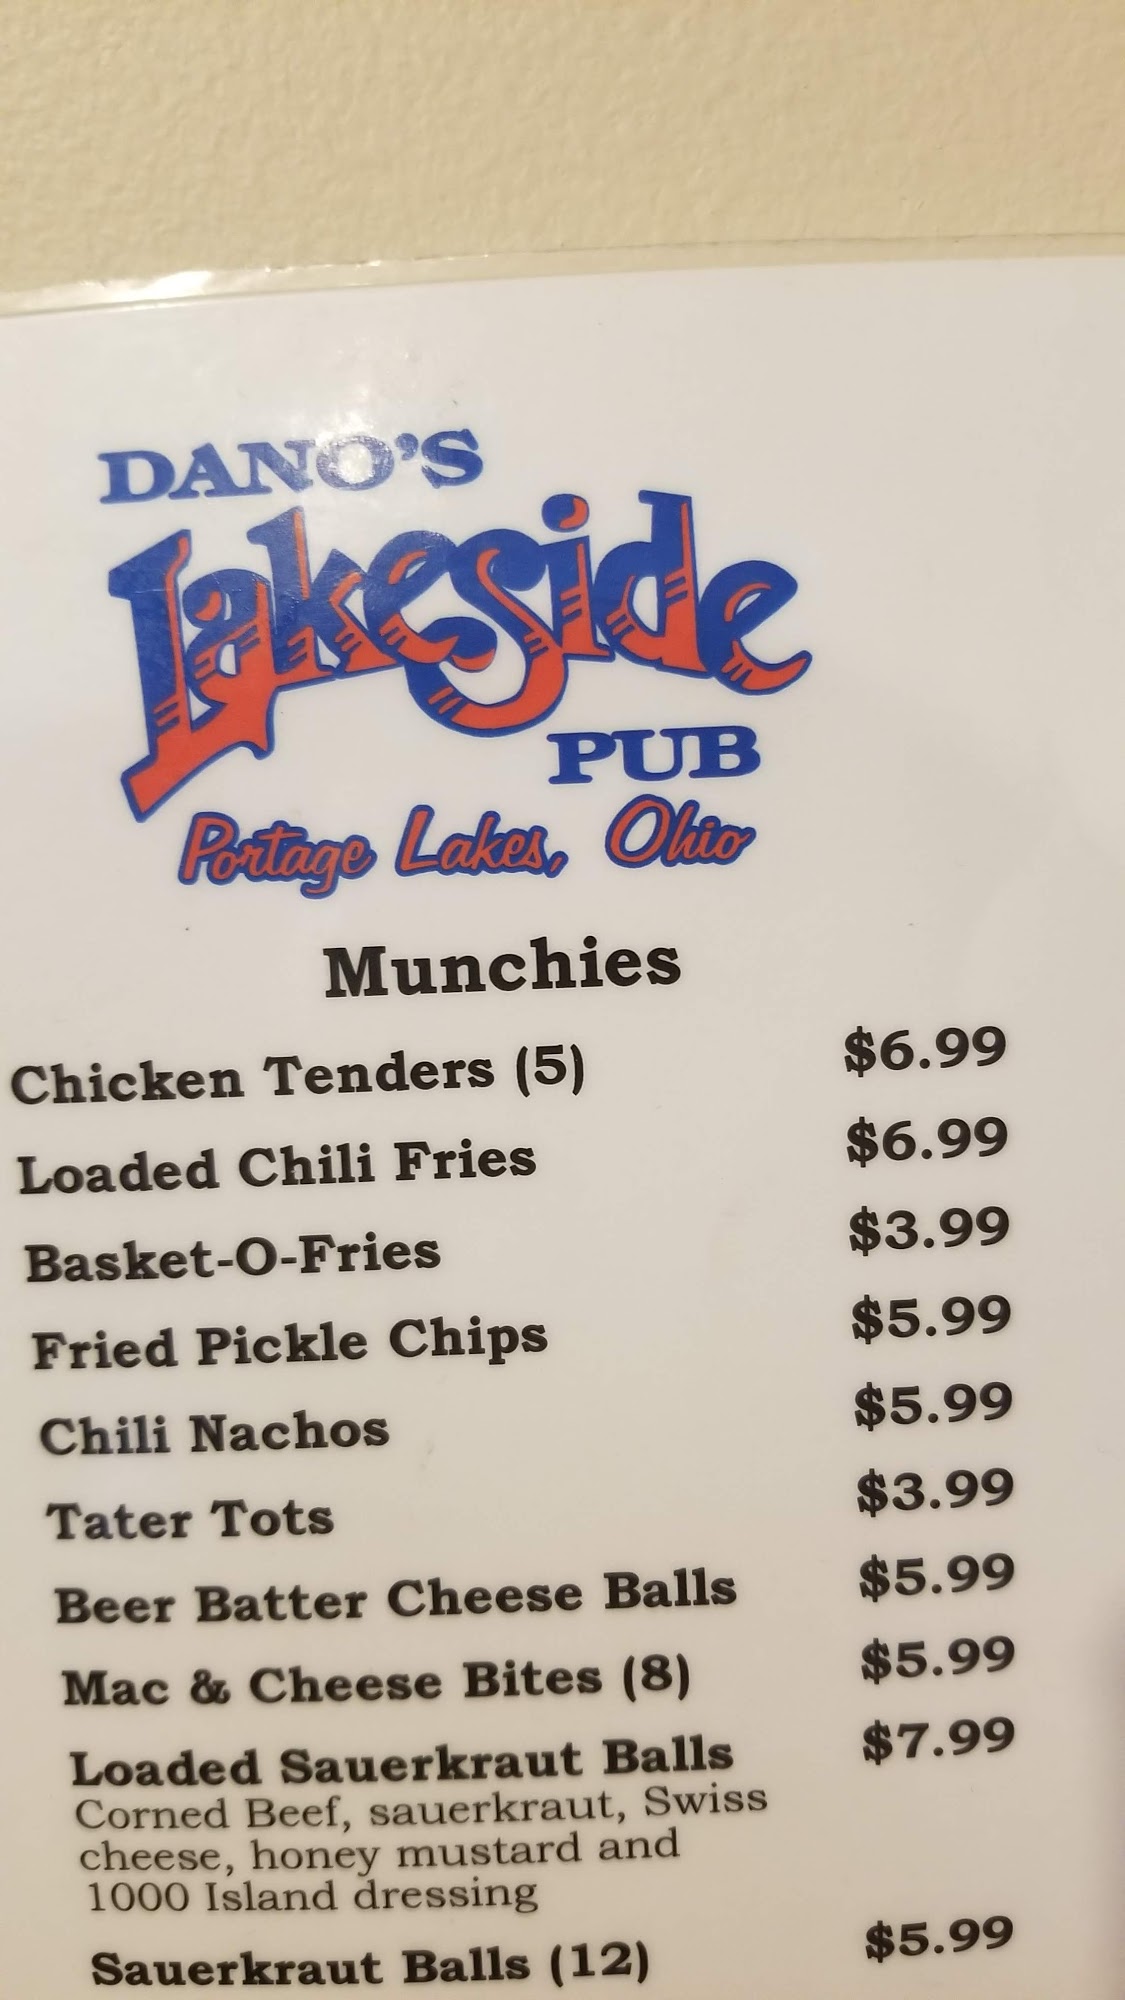 DANO'S
Lakeside
PUB
Portage Lakes, Ohio
Munchies
Chicken Tenders (5) $6.99
Loaded Chili Fries $6.99
Basket-O-Fries $3.99
Fried Pickle Chips $5.99
Chili Nachos $5.99
Tater Tots $3.99
Beer Batter Cheese Balls $5.99
Mac & Cheese Bites (8) $5.99
Loaded Sauerkraut Balls $7.99
Corned Beef, sauerkraut, Swiss
cheese, honey mustard and
1000 Island dressing
Sauerkraut Balls (12) $5.99